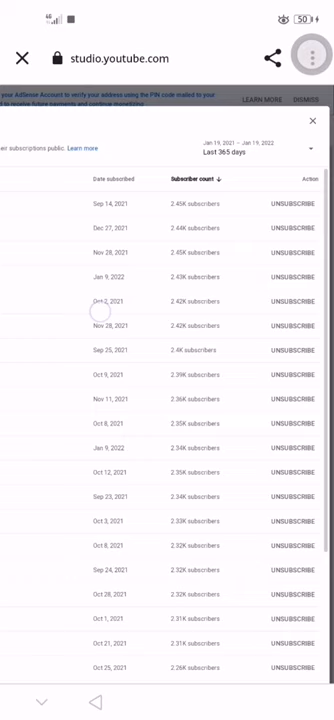 4G 50
studio.youtube.com
your AdSense Account to verify your address using the PIN code mailed to your
to receive future payments and continue monetizing
LEARN MORE DISMISS
eir subscriptions public. Learn more
Jan 19, 2021 – Jan 19, 2022
Last 365 days
Date subscribed Subscriber count Action
Sep 14, 2021 2.45K subscribers UNSUBSCRIBE
Dec 27, 2021 2.44K subscribers UNSUBSCRIBE
Nov 28, 2021 2.45K subscribers UNSUBSCRIBE
Jan 9, 2022 2.43K subscribers UNSUBSCRIBE
Oct 2, 2021 2.42K subscribers UNSUBSCRIBE
Nov 28, 2021 2.42K subscribers UNSUBSCRIBE
Sep 25, 2021 2.4K subscribers UNSUBSCRIBE
Oct 9, 2021 2.39K subscribers UNSUBSCRIBE
Nov 11, 2021 2.36K subscribers UNSUBSCRIBE
Oct 8, 2021 2.35K subscribers UNSUBSCRIBE
Jan 9, 2022 2.34K subscribers UNSUBSCRIBE
Oct 12, 2021 2.35K subscribers UNSUBSCRIBE
Sep 23, 2021 2.34K subscribers UNSUBSCRIBE
Oct 3, 2021 2.33K subscribers UNSUBSCRIBE
Oct 8, 2021 2.32K subscribers UNSUBSCRIBE
Sep 24, 2021 2.32K subscribers UNSUBSCRIBE
Oct 28, 2021 2.32K subscribers UNSUBSCRIBE
Oct 1, 2021 2.31K subscribers UNSUBSCRIBE
Oct 21, 2021 2.31K subscribers UNSUBSCRIBE
Oct 25, 2021 2.26K subscribers UNSUBSCRIBE